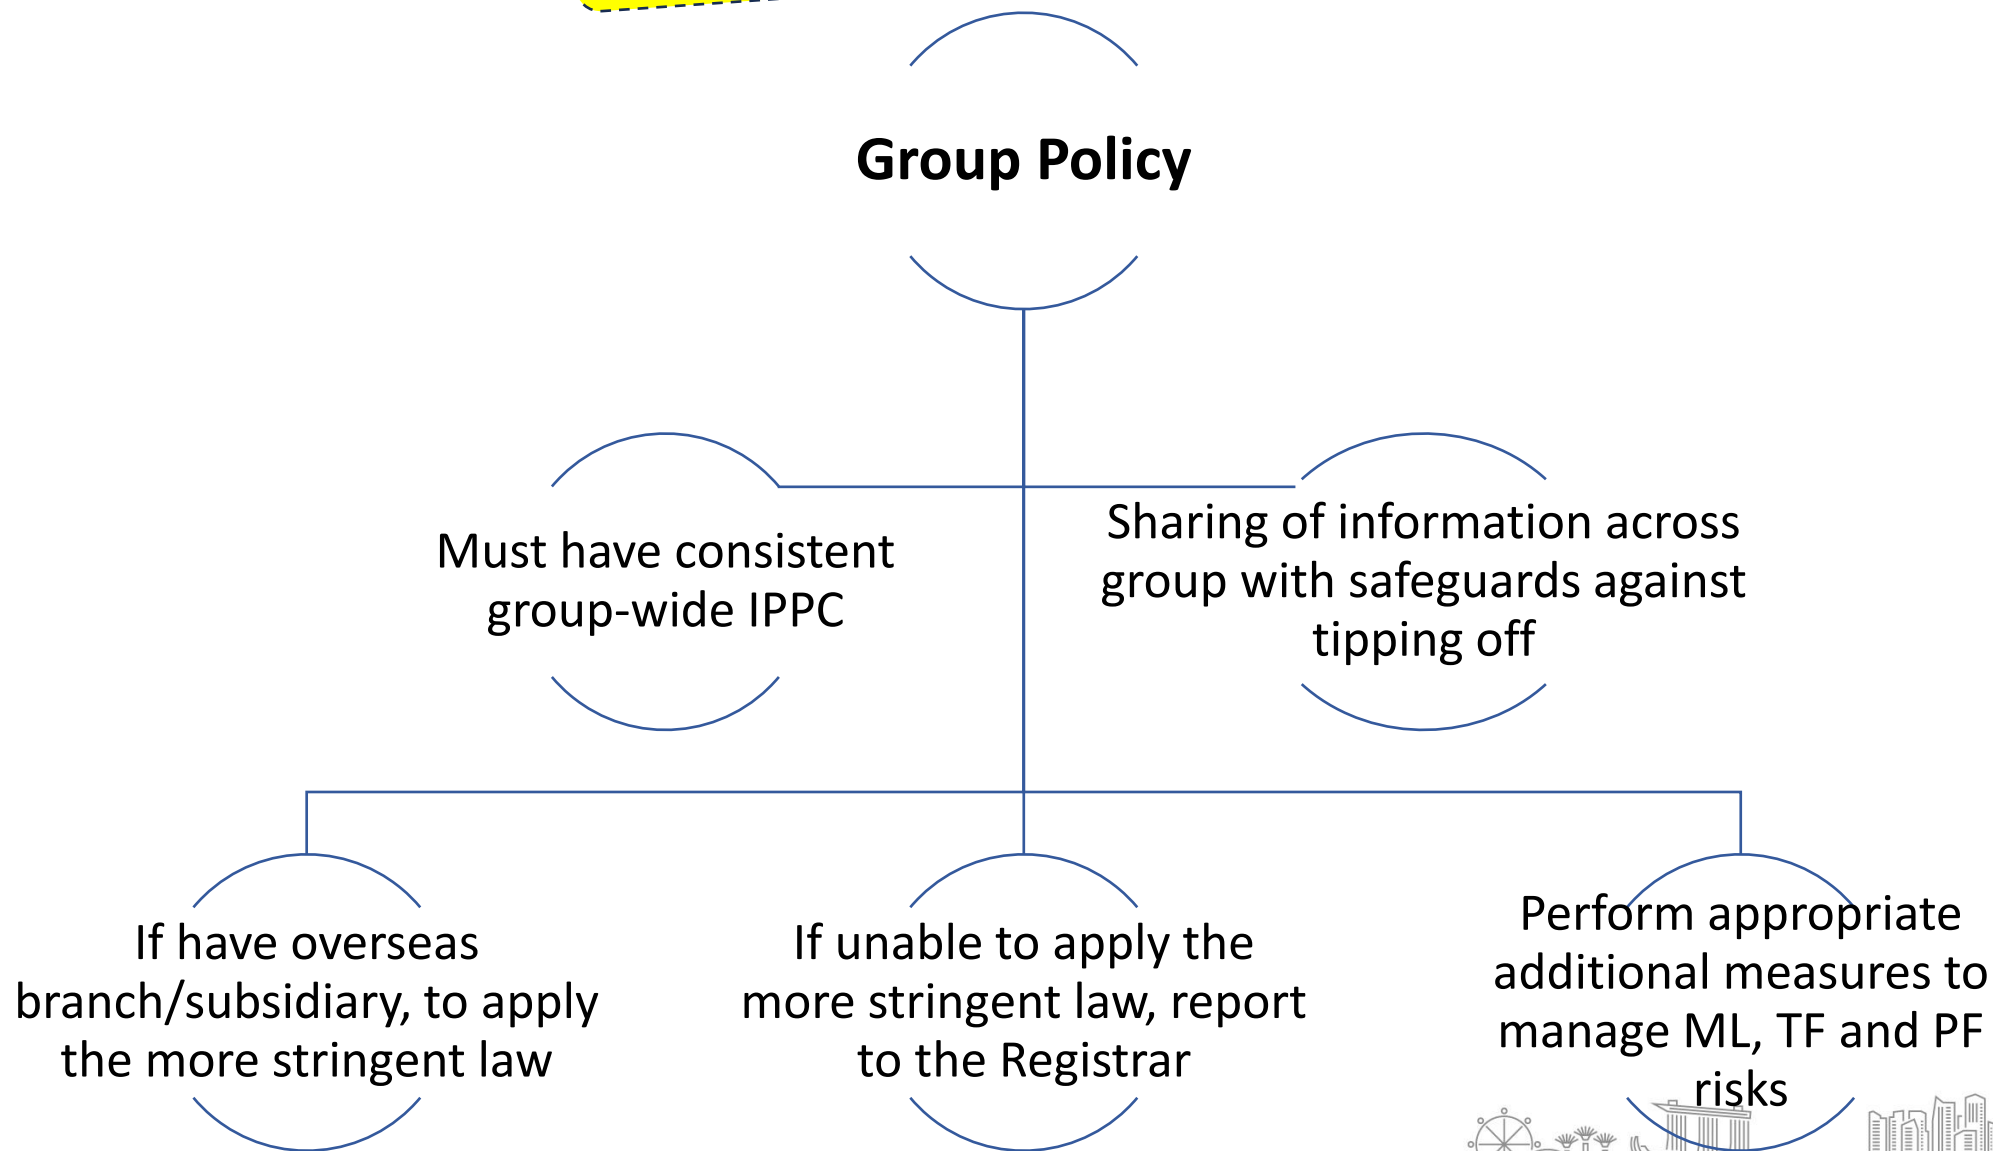 Group Policy
Must have consistent
group-wide IPPC
Sharing of information across
group with safeguards against
tipping off
If have overseas
branch/subsidiary, to apply
the more stringent law
If unable to apply the
more stringent law, report
to the Registrar
Perform appropriate
additional measures to
manage ML, TF and PF
risks